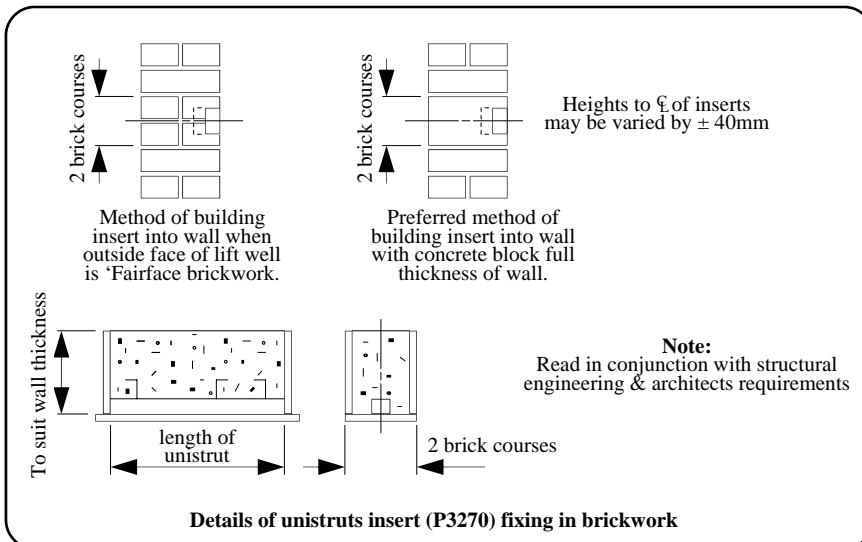 2 brick courses
2 brick courses
Heights to ℄ of inserts
may be varied by ± 40mm
Method of building
insert into wall when
outside face of lift well
is ‘Fairface brickwork.
Preferred method of
building insert into wall
with concrete block full
thickness of wall.
To suit wall thickness
length of
unistrut
2 brick courses
Note:
Read in conjunction with structural
engineering & architects requirements
Details of unistruts insert (P3270) fixing in brickwork